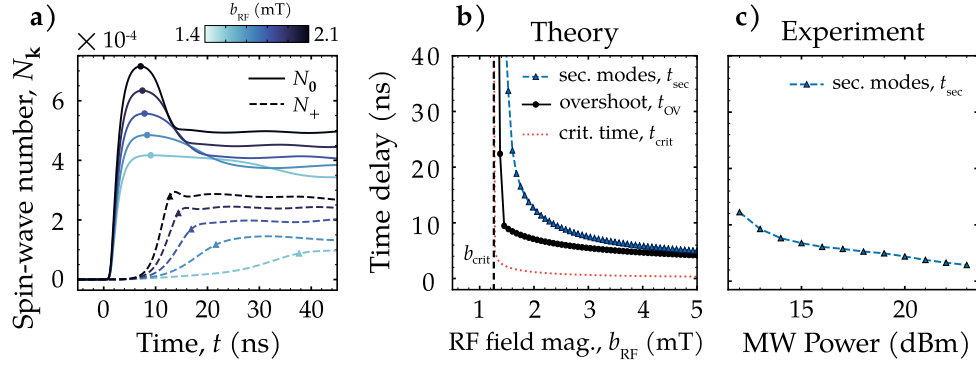 a)
b_RF (mT)
1.4
2.1
× 10⁻⁴
Spin-wave number, N_k
6
4
2
0
N_0
N_+
0
10
20
30
40
Time, t (ns)
b)
Theory
Time delay (ns)
40
30
20
10
0
sec. modes, t_sec
overshoot, t_OV
crit. time, t_crit
b_crit
1
2
3
4
5
RF field mag., b_RF (mT)
c)
Experiment
sec. modes, t_sec
15
20
MW Power (dBm)